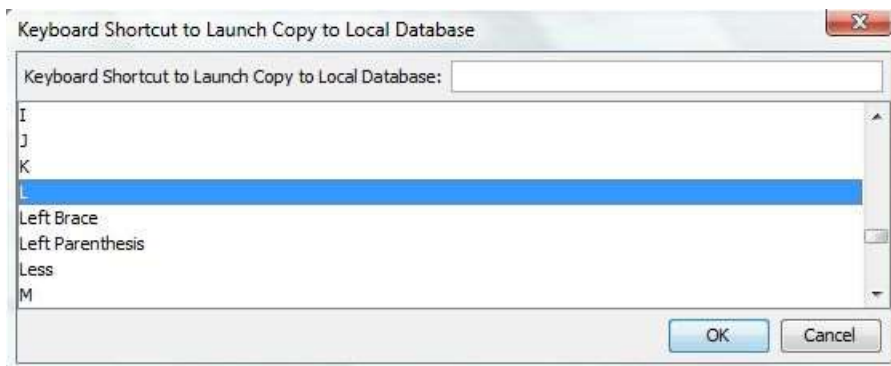 Keyboard Shortcut to Launch Copy to Local Database
Keyboard Shortcut to Launch Copy to Local Database:
I
J
K
L
Left Brace
Left Parenthesis
Less
M
OK Cancel